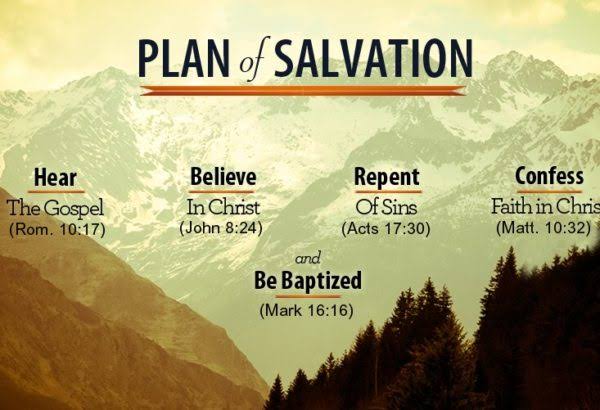 PLAN of SALVATION
Hear
The Gospel
(Rom. 10:17)
Believe
In Christ
(John 8:24)
Repent
Of Sins
(Acts 17:30)
Confess
Faith in Chris
(Matt. 10:32)
and
Be Baptized
(Mark 16:16)